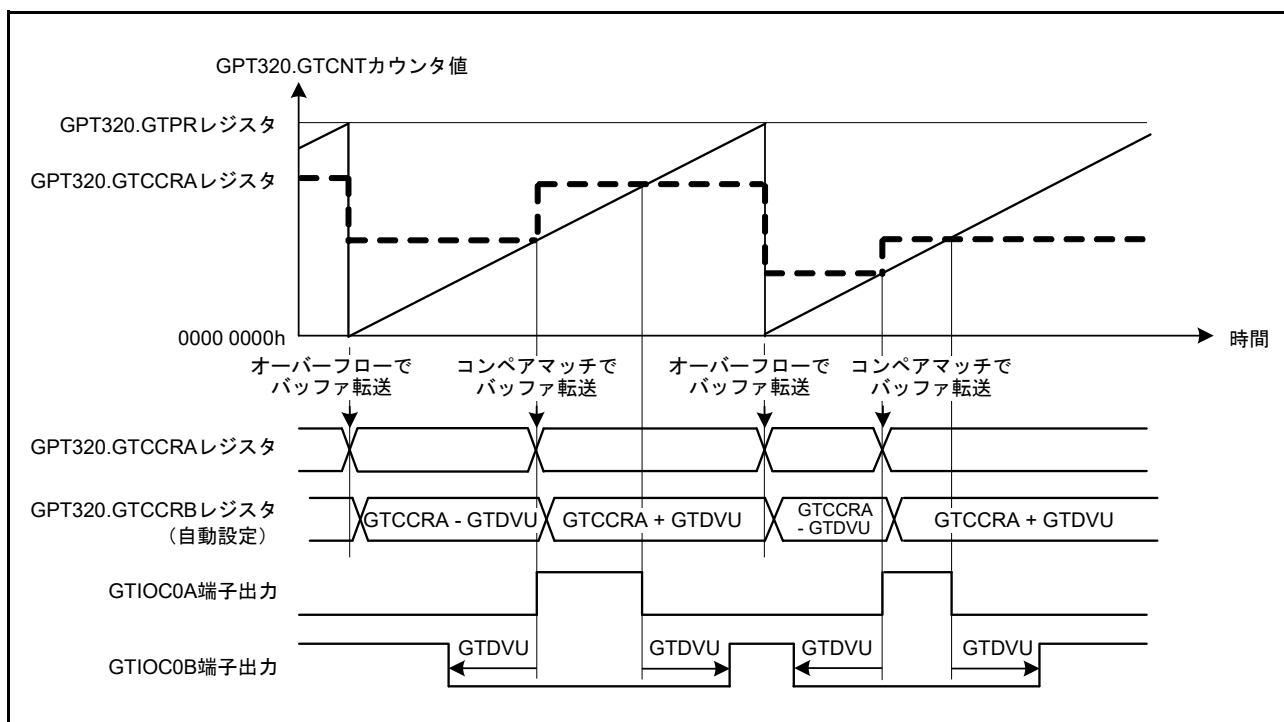 GPT320.GTCNTカウンタ値
GPT320.GTPRレジスタ
GPT320.GTCCRAレジスタ
0000 0000h
時間
オーバーフローで
バッファ転送
コンペアマッチで
バッファ転送
オーバーフローで
バッファ転送
コンペアマッチで
バッファ転送
GPT320.GTCCRAレジスタ
GPT320.GTCCRBレジスタ
（自動設定）
GTCCRA - GTDVU
GTCCRA + GTDVU
GTCCRA
- GTDVU
GTCCRA + GTDVU
GTIOC0A端子出力
GTIOC0B端子出力
GTDVU
GTDVU
GTDVU
GTDVU